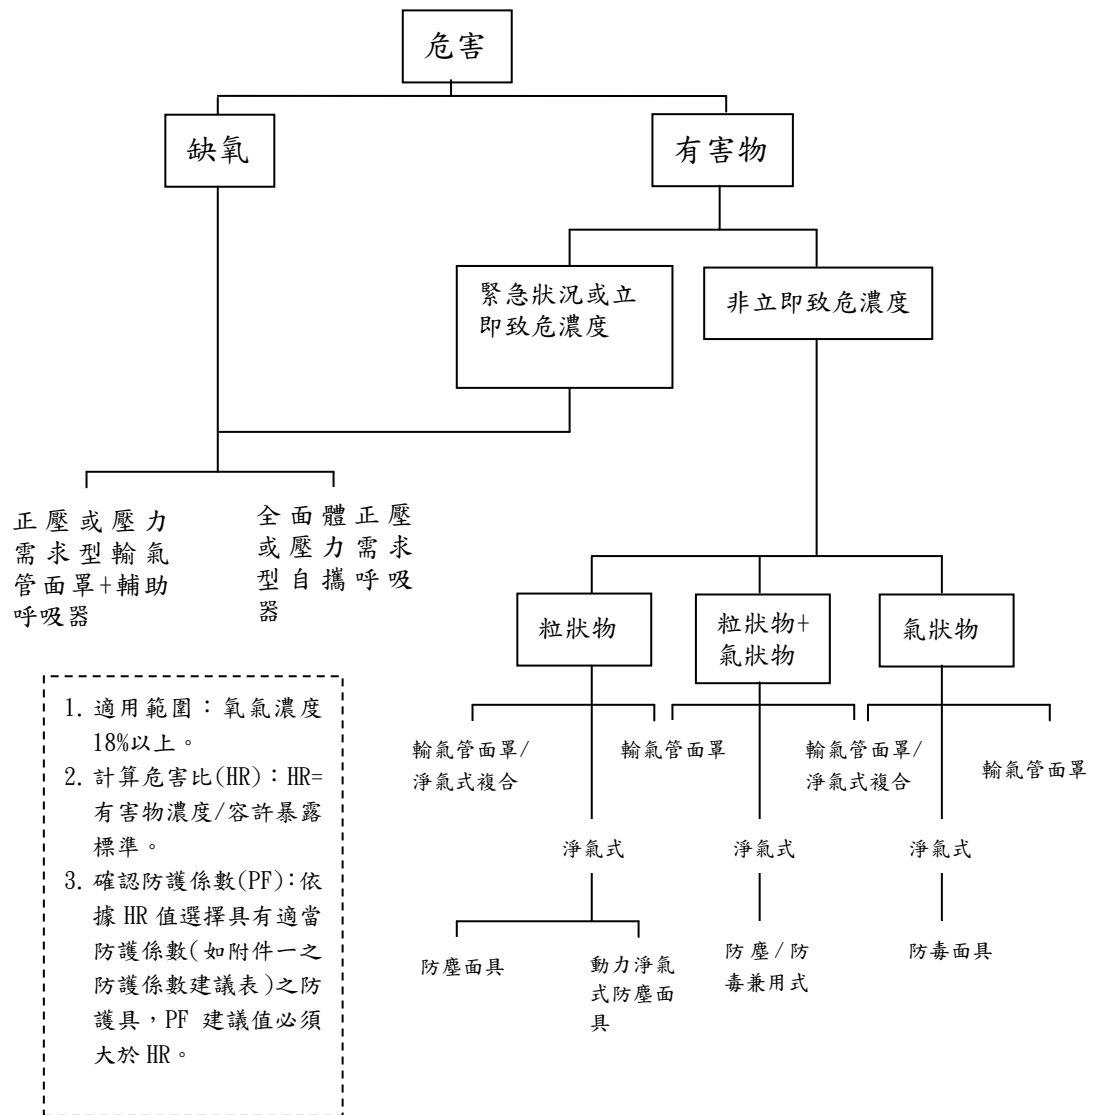 危害
缺氧
有害物
緊急狀況或立
即致危濃度
非立即致危濃度
正壓或壓力
需求型輸氣
管面罩+輔助
呼吸器
全面體正壓
或壓力需求
型自攜呼吸
器
粒狀物
粒狀物+
氣狀物
氣狀物
輸氣管面罩/
淨氣式複合
輸氣管面罩
輸氣管面罩/
淨氣式複合
輸氣管面罩
淨氣式
淨氣式
淨氣式
防塵面具
動力淨氣
式防塵面
具
防塵/防
毒兼用式
防毒面具
1. 適用範圍：氧氣濃度
18%以上。
2. 計算危害比(HR)：HR=
有害物濃度/容許暴露
標準。
3. 確認防護係數(PF)：依
據 HR 值選擇具有適當
防護係數(如附件一之
防護係數建議表)之防
護具，PF 建議值必須
大於 HR。